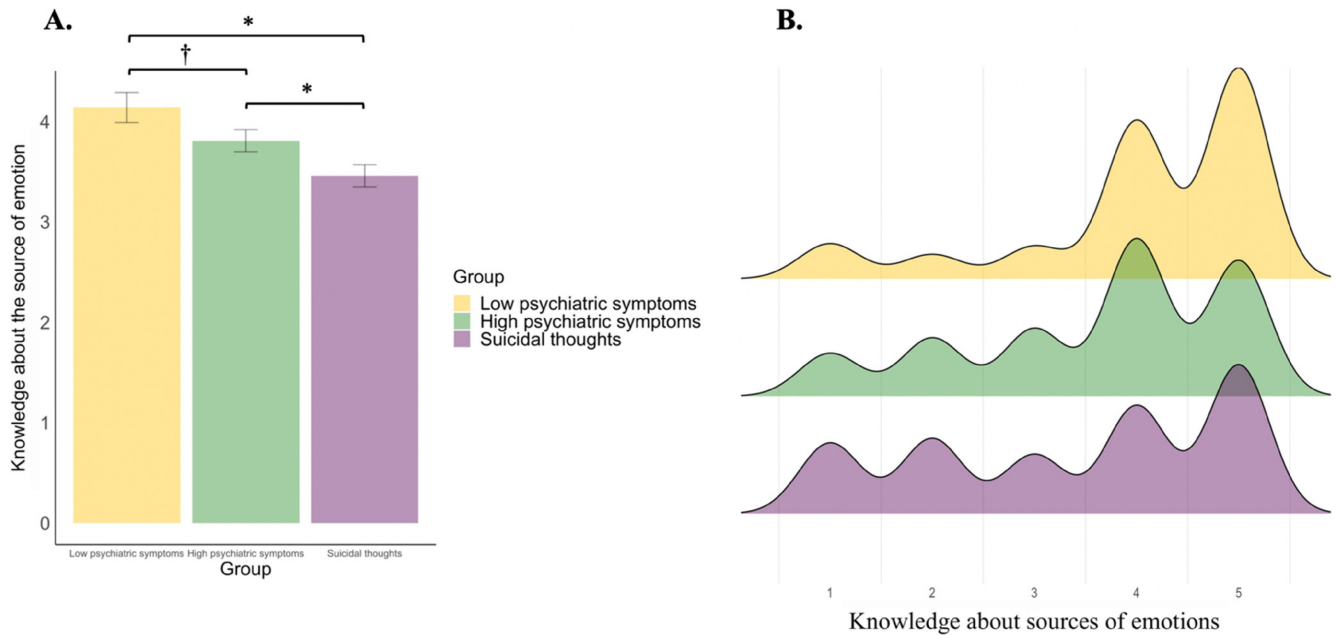 A.
*
†
*
Knowledge about the source of emotion
4
3
2
1
0
Low psychiatric symptoms High psychiatric symptoms Suicidal thoughts
Group
Group
Low psychiatric symptoms
High psychiatric symptoms
Suicidal thoughts
B.
1 2 3 4 5
Knowledge about sources of emotions